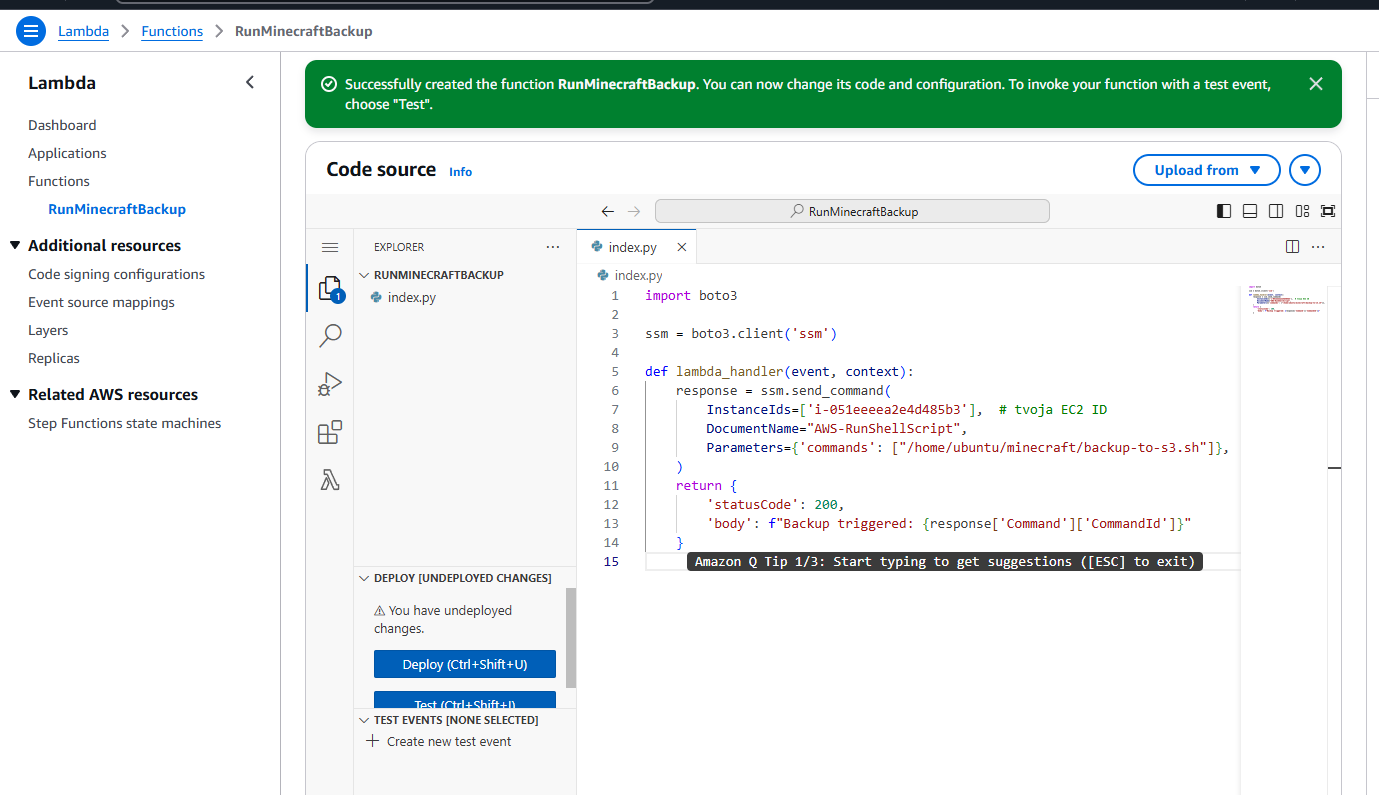 Lambda
Functions
RunMinecraftBackup
Lambda
Dashboard
Applications
Functions
RunMinecraftBackup
Additional resources
Code signing configurations
Event source mappings
Layers
Replicas
Related AWS resources
Step Functions state machines
Successfully created the function RunMinecraftBackup. You can now change its code and configuration. To invoke your function with a test event,
choose "Test".
Code source Info
Upload from
RunMinecraftBackup
EXPLORER
RUNMINECRAFTBACKUP
index.py
1
DEPLOY [UNDEPLOYED CHANGES]
You have undeployed
changes.
Deploy (Ctrl+Shift+U)
Test (Ctrl+Shift+I)
TEST EVENTS [NONE SELECTED]
Create new test event
index.py
index.py
1 import boto3
2
3 ssm = boto3.client('ssm')
4
5 def lambda_handler(event, context):
6 response = ssm.send_command(
7 InstanceIds=['i-051eeeea2e4d485b3'], # tvoja EC2 ID
8 DocumentName="AWS-RunShellScript",
9 Parameters={'commands': ["/home/ubuntu/minecraft/backup-to-s3.sh"]},
10 )
11 return {
12 'statusCode': 200,
13 'body': f"Backup triggered: {response['Command']['CommandId']}"
14 }
15 Amazon Q Tip 1/3: Start typing to get suggestions ([ESC] to exit)